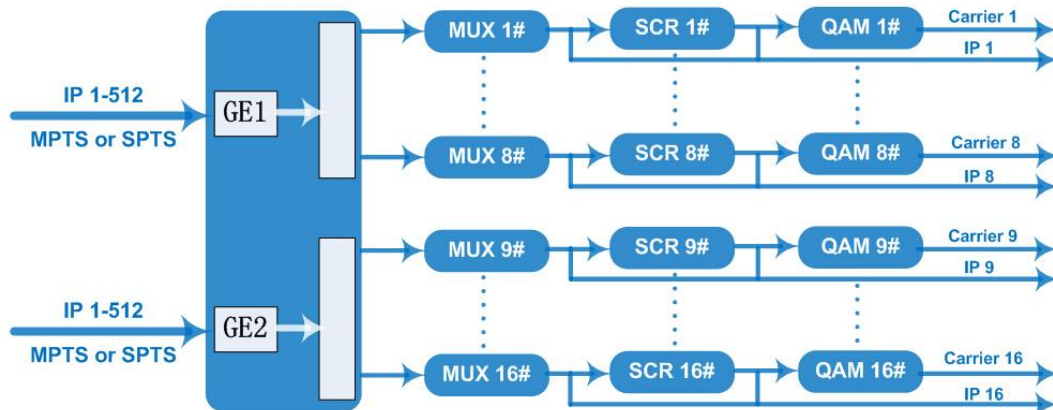 MUX 1#
SCR 1#
QAM 1#
Carrier 1
IP 1
IP 1-512
GE1
MPTS or SPTS
MUX 8#
SCR 8#
QAM 8#
Carrier 8
IP 8
MUX 9#
SCR 9#
QAM 9#
Carrier 9
IP 9
IP 1-512
GE2
MPTS or SPTS
MUX 16#
SCR 16#
QAM 16#
Carrier 16
IP 16